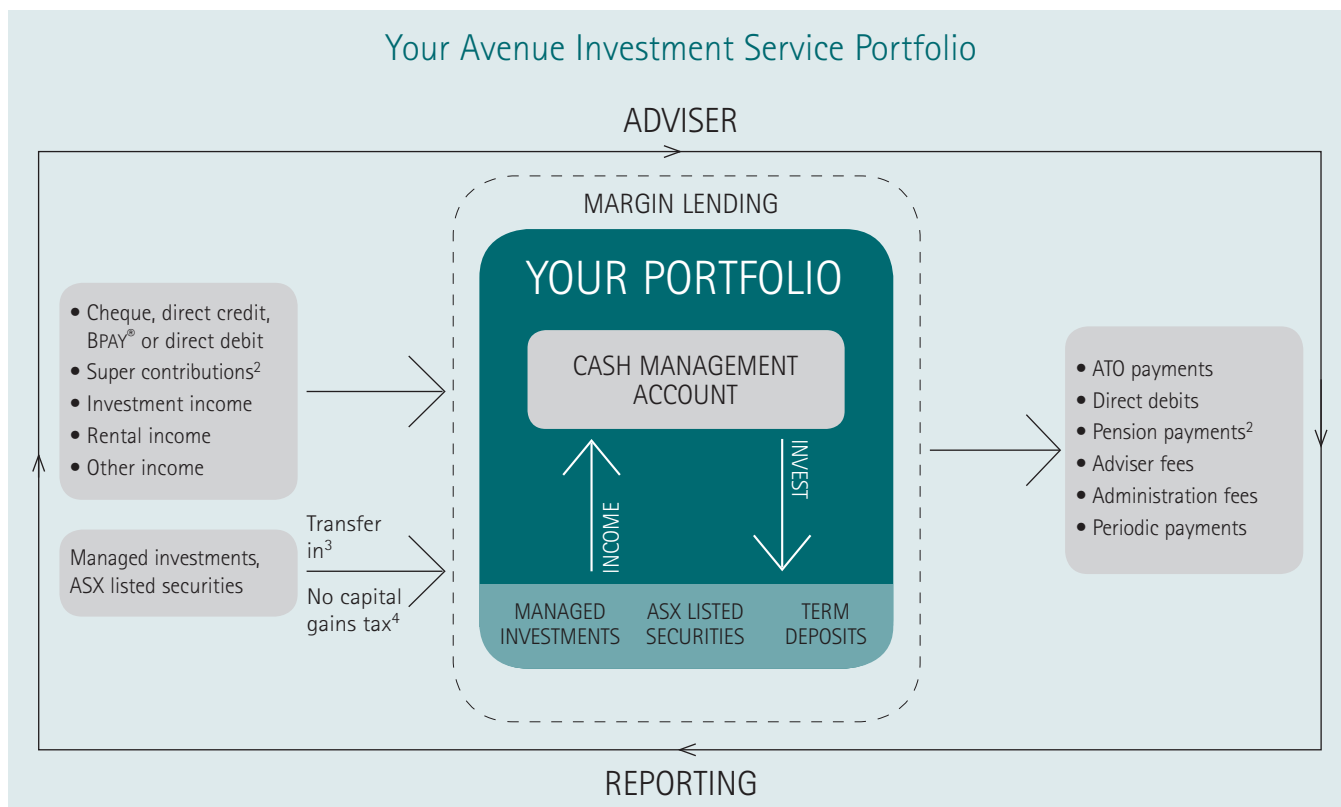 Your Avenue Investment Service Portfolio
ADVISER
MARGIN LENDING
YOUR PORTFOLIO
CASH MANAGEMENT
ACCOUNT
INCOME
INVEST
MANAGED
INVESTMENTS
ASX LISTED
SECURITIES
TERM
DEPOSITS
• Cheque, direct credit,
BPAY® or direct debit
• Super contributions²
• Investment income
• Rental income
• Other income
Managed investments,
ASX listed securities
Transfer
in³
No capital
gains tax⁴
• ATO payments
• Direct debits
• Pension payments²
• Adviser fees
• Administration fees
• Periodic payments
REPORTING